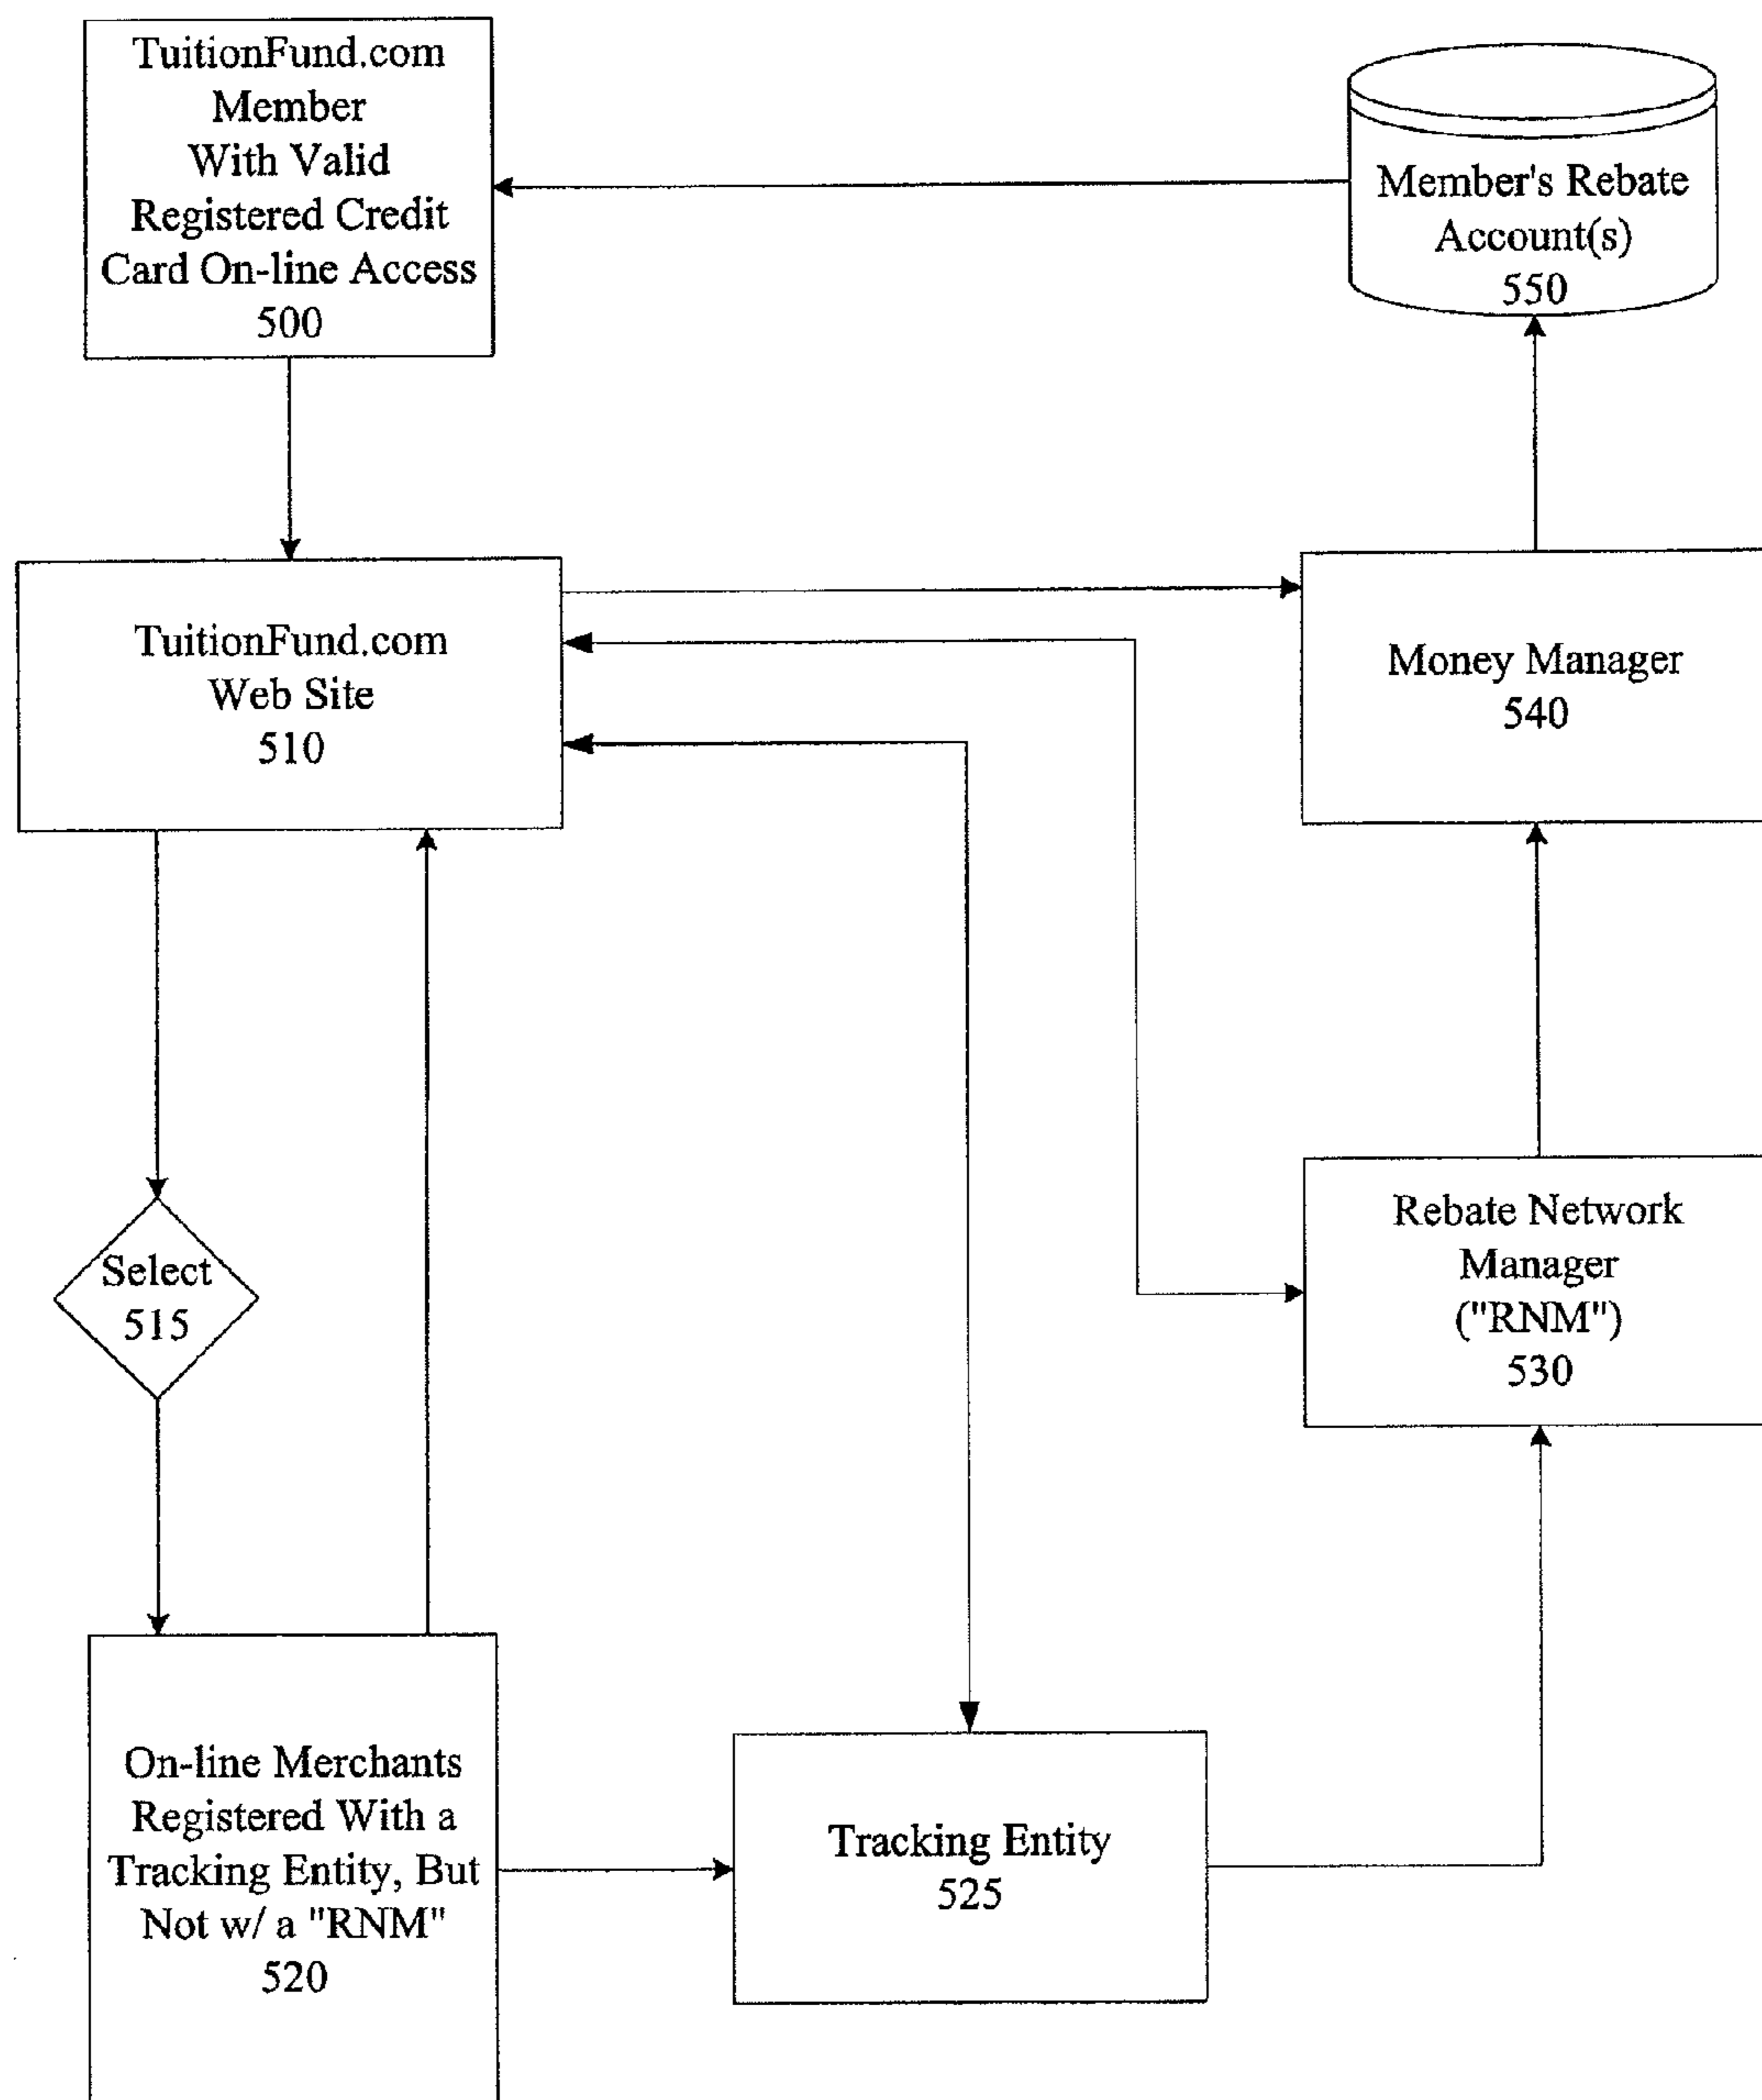 TuitionFund.com
Member
With Valid
Registered Credit
Card On-line Access
500
Member's Rebate
Account(s)
550
TuitionFund.com
Web Site
510
Money Manager
540
Select
515
Rebate Network
Manager
("RNM")
530
On-line Merchants
Registered With a
Tracking Entity, But
Not w/ a "RNM"
520
Tracking Entity
525